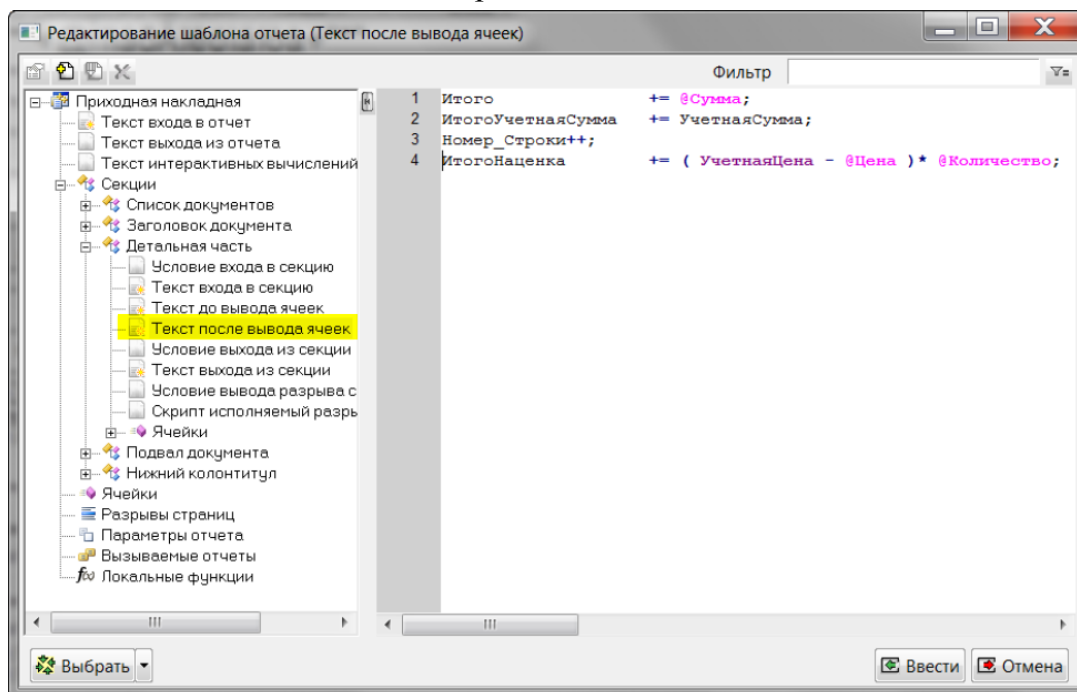 Редактирование шаблона отчета (Текст после вывода ячеек)
Фильтр
Приходная накладная
Текст входа в отчет
Текст выхода из отчета
Текст интерактивных вычислений
Секции
Список документов
Заголовок документа
Детальная часть
Условие входа в секцию
Текст входа в секцию
Текст до вывода ячеек
Текст после вывода ячеек
Условие выхода из секции
Текст выхода из секции
Условие вывода разрыва с
Скрипт исполняемый разры
Ячейки
Подвал документа
Нижний колонтитул
Ячейки
Разрывы страниц
Параметры отчета
Вызываемые отчеты
Локальные функции
1 Итого += @Сумма;
2 ИтогоУчетнаяСумма += УчетнаяСумма;
3 Номер_Строки++;
4 ИтогоНаценка += ( УчетнаяЦена - @Цена )* @Количество;
Выбрать
Ввести
Отмена